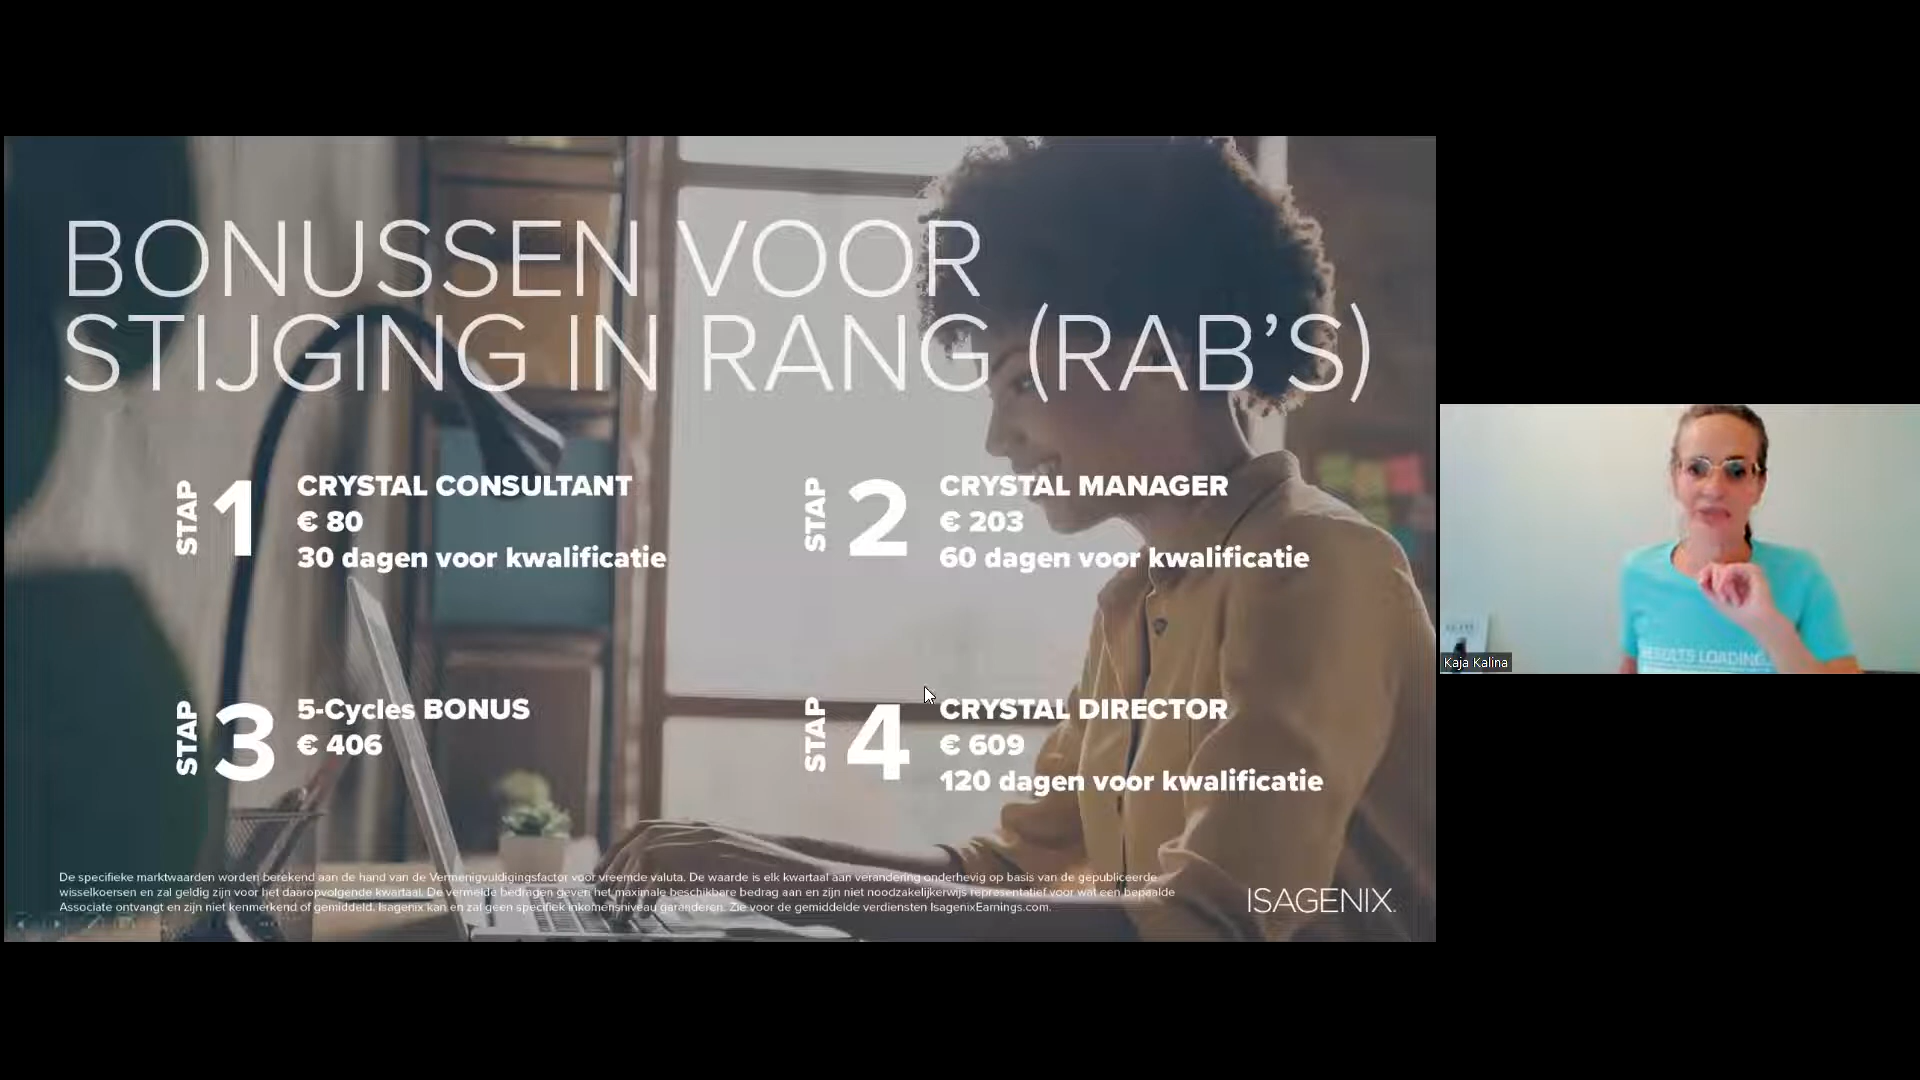 BONUSSEN VOOR
STIJGING IN RANG (RAB'S)
STAP 1
CRYSTAL CONSULTANT
€ 80
30 dagen voor kwalificatie
STAP 2
CRYSTAL MANAGER
€ 203
60 dagen voor kwalificatie
STAP 3
5-Cycles BONUS
€ 406
STAP 4
CRYSTAL DIRECTOR
€ 609
120 dagen voor kwalificatie
De specifieke marktwaarden worden berekend aan de hand van de Vermenigvuldigingsfactor voor vreemde valuta. De waarde is elk kwartaal aan verandering onderhevig op basis van de gepubliceerde
wisselkoersen en zal geldig zijn voor het daaropvolgende kwartaal. De vermelde bedragen geven het maximale beschikbare bedrag aan en zijn niet noodzakelijkerwijs representatief voor wat een bepaalde
Associate ontvangt en zijn niet kenmerkend of gemiddeld. Isagenix kan en zal geen specifiek inkomensniveau garanderen. Zie voor de gemiddelde verdiensten IsagenixEarnings.com.
ISAGENIX.
RESULTS LOADING...
Kaja Kalina